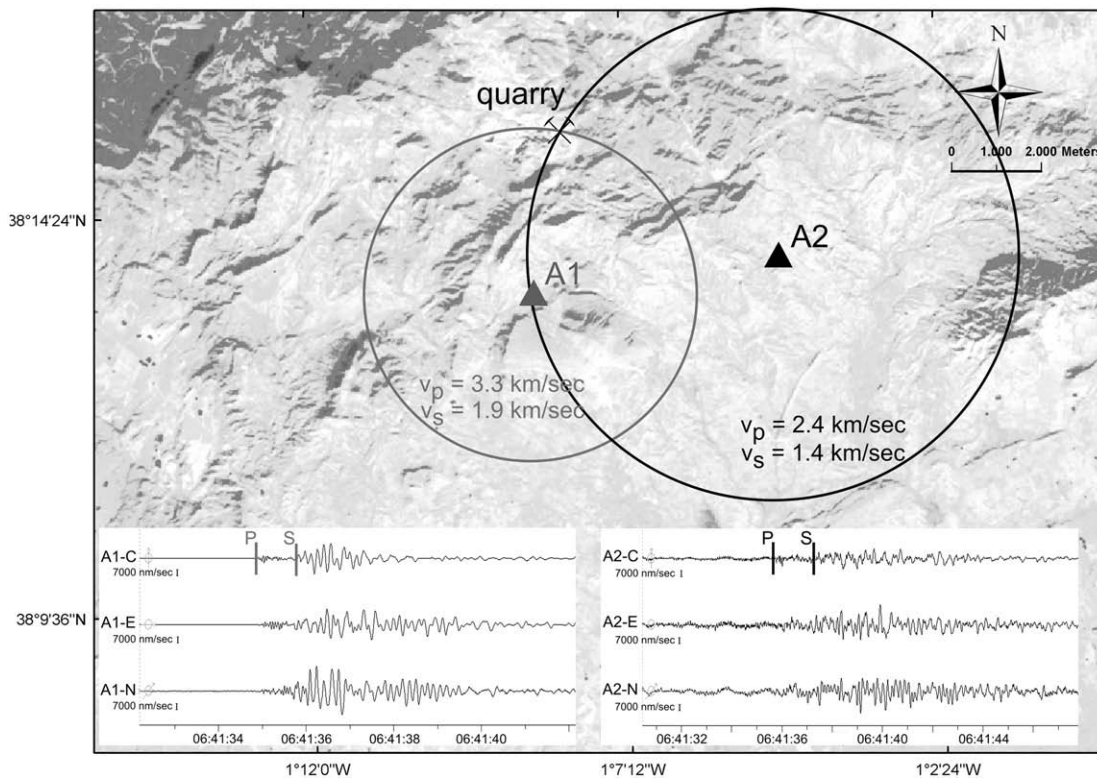 N
quarry
0 1.000 2.000 Meters
38°14'24"N
A2
A1
vp = 3.3 km/sec
vs = 1.9 km/sec
vp = 2.4 km/sec
vs = 1.4 km/sec
P S
A1-C
7000 nm/sec I
A1-E
7000 nm/sec I
A1-N
7000 nm/sec I
06:41:34 06:41:36 06:41:38 06:41:40
P S
A2-C
7000 nm/sec I
A2-E
7000 nm/sec I
A2-N
7000 nm/sec I
06:41:32 06:41:36 06:41:40 06:41:44
38°9'36"N
1°12'0"W 1°7'12"W 1°2'24"W